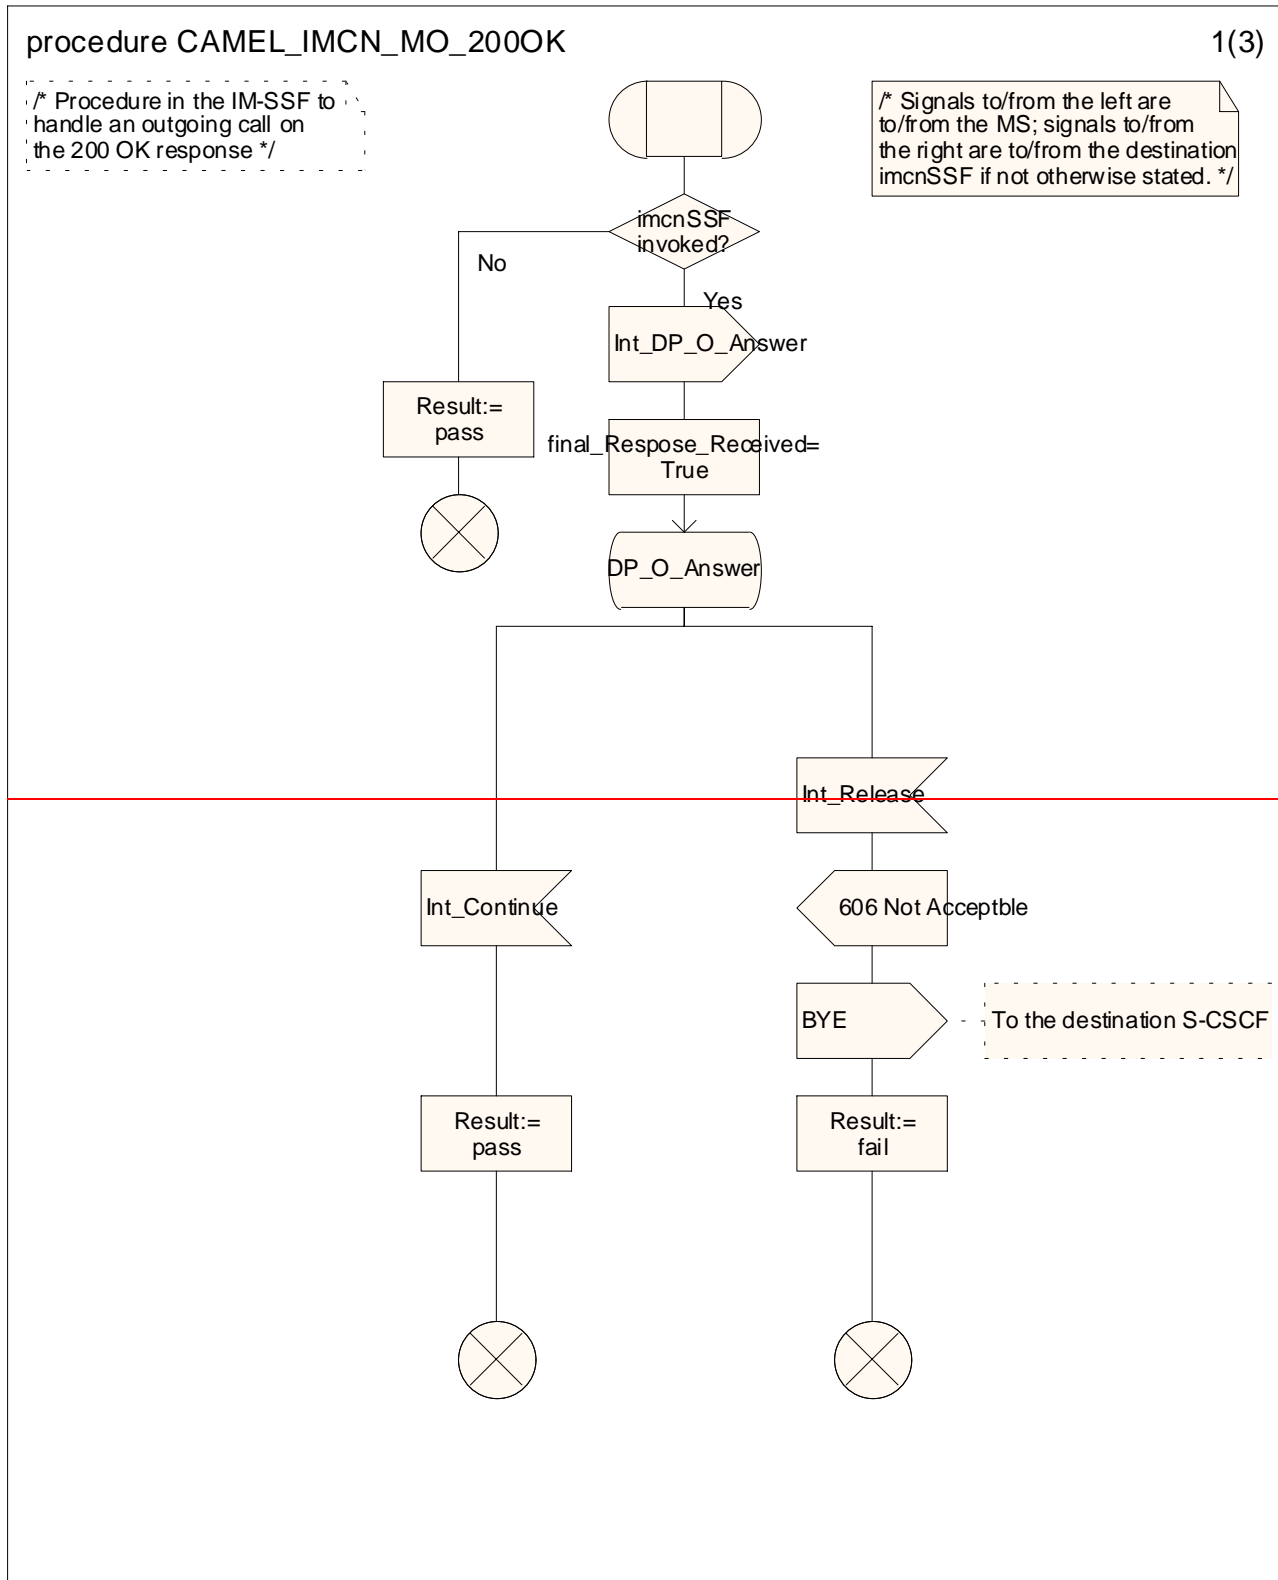 procedure CAMEL_IMCN_MO_200OK
1(3)
/* Procedure in the IM-SSF to
handle an outgoing call on
the 200 OK response */
/* Signals to/from the left are
to/from the MS; signals to/from
the right are to/from the destination
imcnSSF if not otherwise stated. */
imcnSSF
invoked?
No
Yes
Int_DP_O_Answer
Result:=
pass
final_Respose_Received=
True
DP_O_Answer
Int_Release
Int_Continue
606 Not Acceptble
BYE
To the destination S-CSCF
Result:=
pass
Result:=
fail